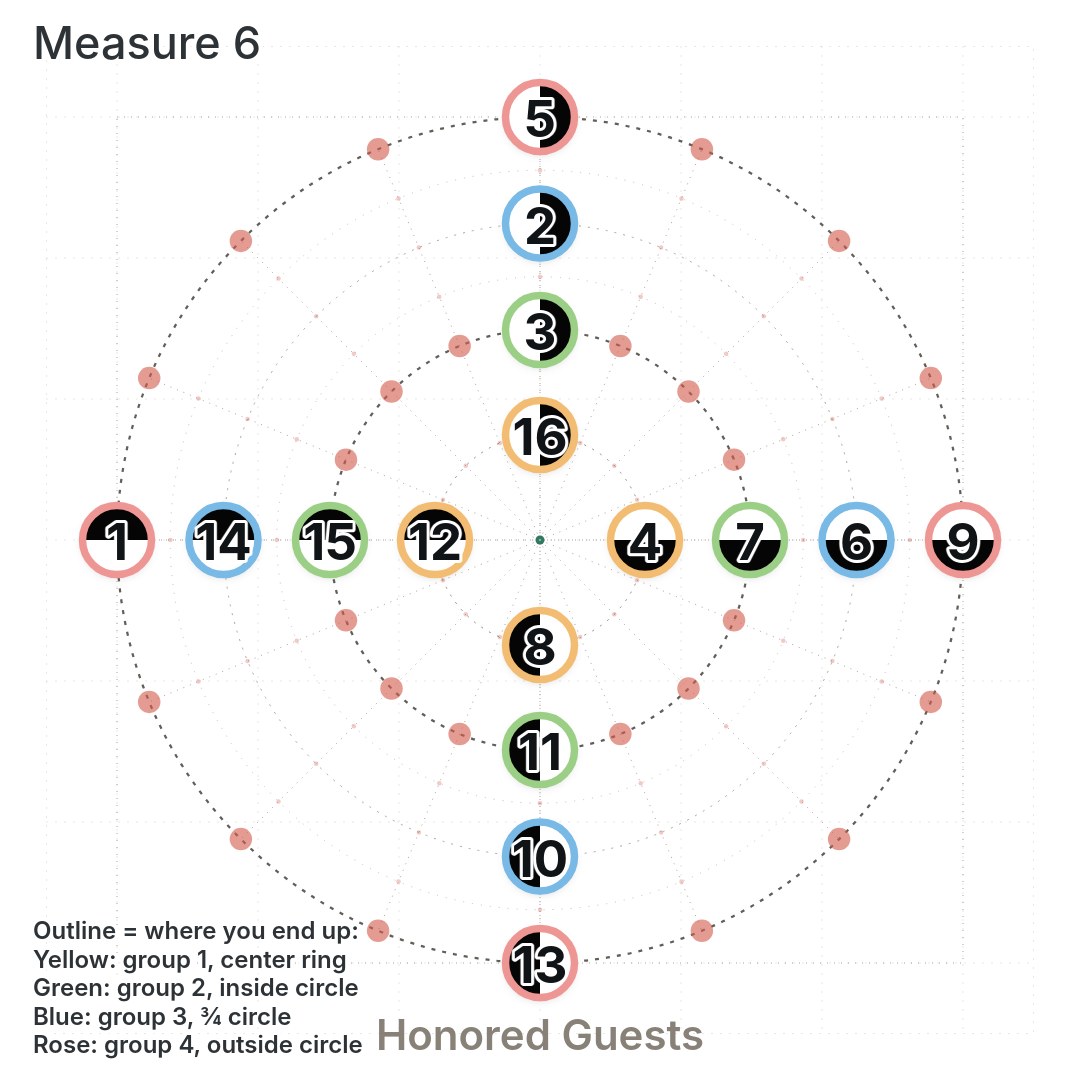 Measure 6
5
2
3
16
1 14 15 12 4 7 6 9
8
11
10
13
Outline = where you end up:
Yellow: group 1, center ring
Green: group 2, inside circle
Blue: group 3, ¾ circle
Rose: group 4, outside circle
Honored Guests